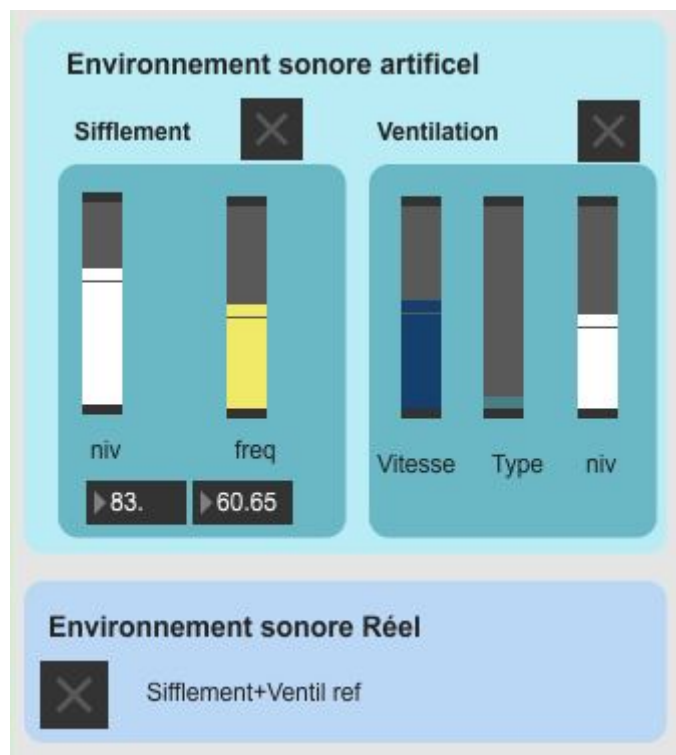 Environnement sonore artificel
Sifflement
Ventilation
niv
freq
83.
60.65
Vitesse
Type
niv
Environnement sonore Réel
Sifflement+Ventil ref